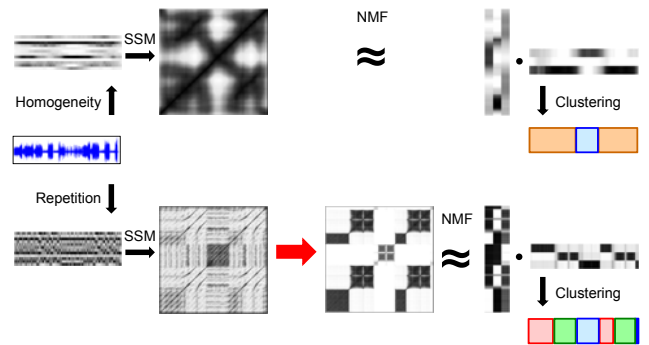 SSM
NMF
≈
Homogeneity
Clustering
Repetition
SSM
NMF
≈
Clustering